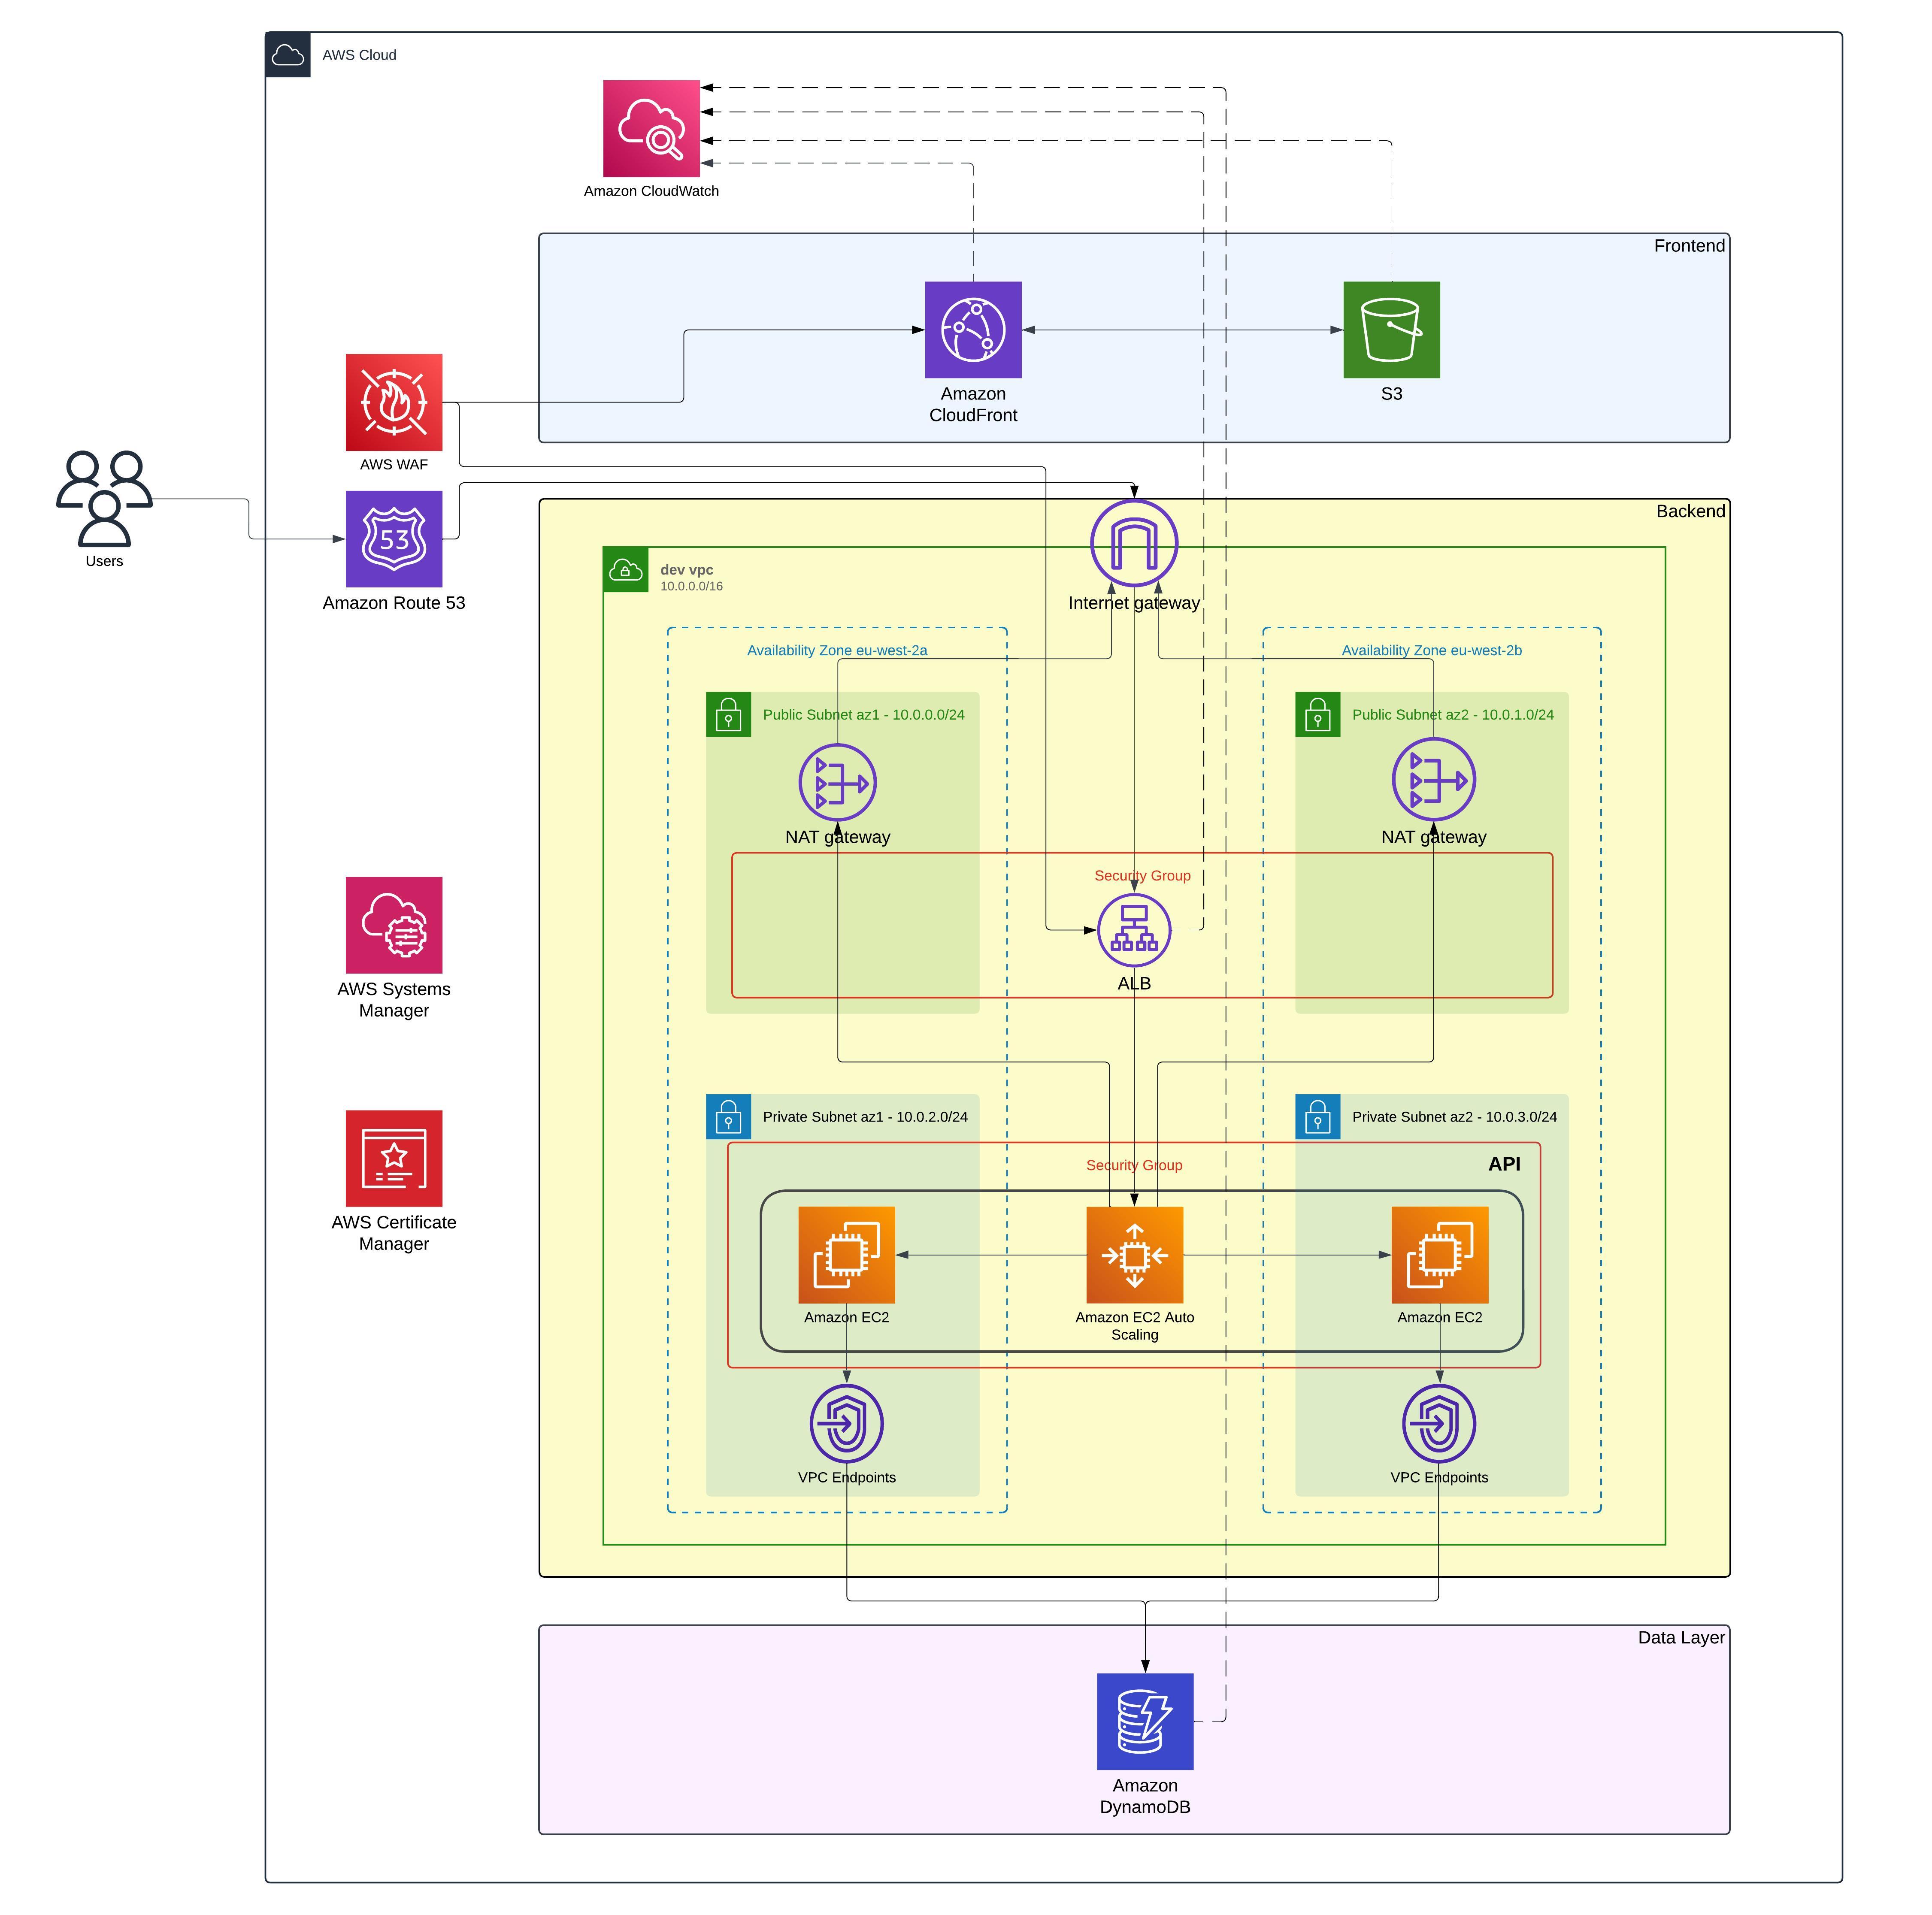 AWS Cloud
Amazon CloudWatch
Frontend
Amazon
CloudFront
S3
AWS WAF
Users
53
Amazon Route 53
Backend
dev vpc
10.0.0.0/16
Internet gateway
Availability Zone eu-west-2a
Availability Zone eu-west-2b
Public Subnet az1 - 10.0.0.0/24
Public Subnet az2 - 10.0.1.0/24
NAT gateway
NAT gateway
Security Group
ALB
AWS Systems
Manager
Private Subnet az1 - 10.0.2.0/24
Private Subnet az2 - 10.0.3.0/24
Security Group
API
AWS Certificate
Manager
Amazon EC2
Amazon EC2 Auto
Scaling
Amazon EC2
VPC Endpoints
VPC Endpoints
Data Layer
Amazon
DynamoDB